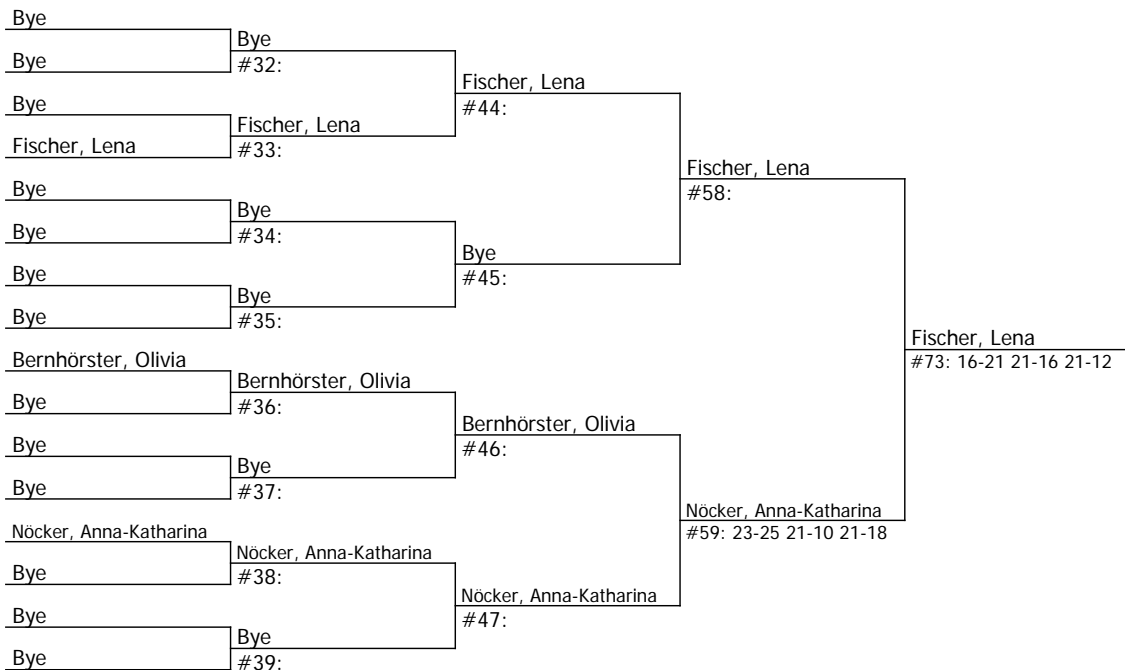 Bye
Bye
Bye
Fischer, Lena
Bye
Bye
Bye
Bye
Bernhörster, Olivia
Bye
Bye
Bye
Nöcker, Anna-Katharina
Bye
Bye
Bye
Bye
#32:
Fischer, Lena
#33:
Bye
#34:
Bye
#35:
Bernhörster, Olivia
#36:
Bye
#37:
Nöcker, Anna-Katharina
#38:
Bye
#39:
Fischer, Lena
#44:
Bye
#45:
Bernhörster, Olivia
#46:
Nöcker, Anna-Katharina
#47:
Fischer, Lena
#58:
Nöcker, Anna-Katharina
#59: 23-25 21-10 21-18
Fischer, Lena
#73: 16-21 21-16 21-12